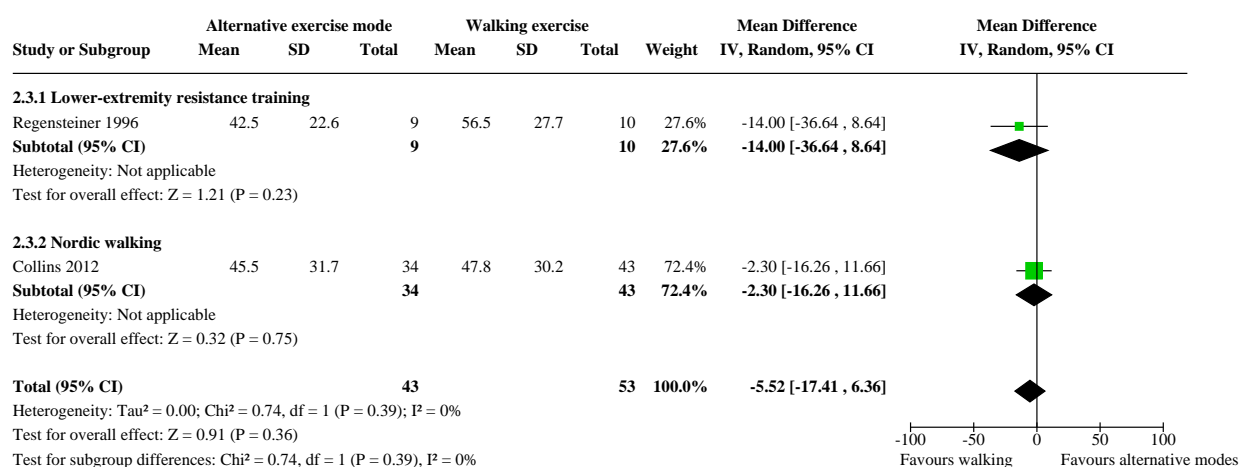 Alternative exercise mode Walking exercise Mean Difference Mean Difference
Study or Subgroup Mean SD Total Mean SD Total Weight IV, Random, 95% CI IV, Random, 95% CI
2.3.1 Lower-extremity resistance training
Regensteiner 1996 42.5 22.6 9 56.5 27.7 10 27.6% -14.00 [-36.64 , 8.64]
Subtotal (95% CI) 9 10 27.6% -14.00 [-36.64 , 8.64]
Heterogeneity: Not applicable
Test for overall effect: Z = 1.21 (P = 0.23)
2.3.2 Nordic walking
Collins 2012 45.5 31.7 34 47.8 30.2 43 72.4% -2.30 [-16.26 , 11.66]
Subtotal (95% CI) 34 43 72.4% -2.30 [-16.26 , 11.66]
Heterogeneity: Not applicable
Test for overall effect: Z = 0.32 (P = 0.75)
Total (95% CI) 43 53 100.0% -5.52 [-17.41 , 6.36]
Heterogeneity: Tau² = 0.00; Chi² = 0.74, df = 1 (P = 0.39); I² = 0%
Test for overall effect: Z = 0.91 (P = 0.36) -100 -50 0 50 100
Test for subgroup differences: Chi² = 0.74, df = 1 (P = 0.39), I² = 0% Favours walking Favours alternative modes